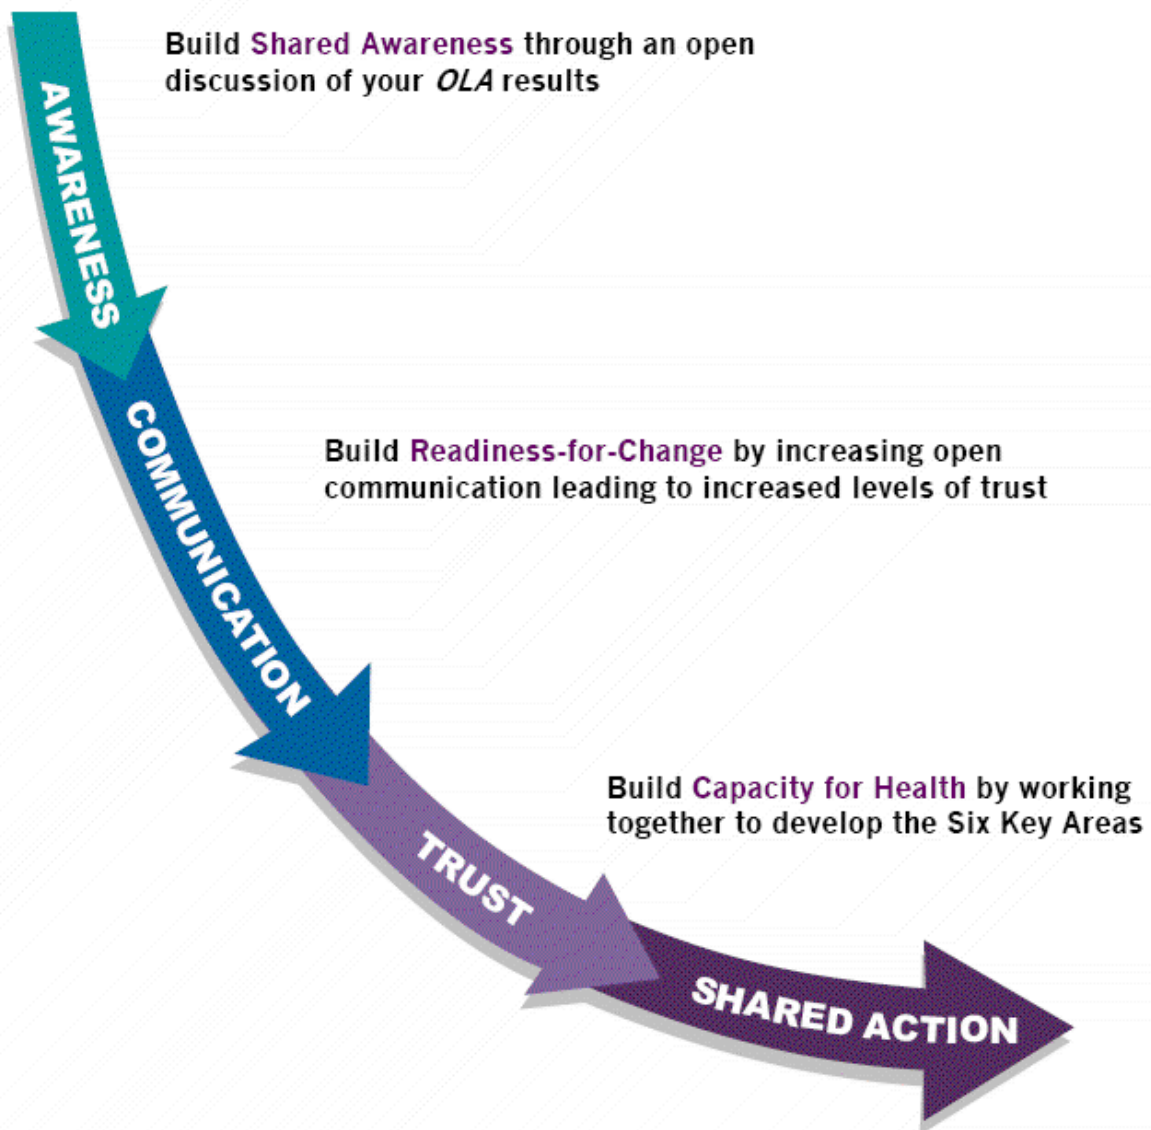 Build Shared Awareness through an open
discussion of your OLA results
AWARENESS
Build Readiness-for-Change by increasing open
communication leading to increased levels of trust
COMMUNICATION
Build Capacity for Health by working
together to develop the Six Key Areas
TRUST
SHARED ACTION